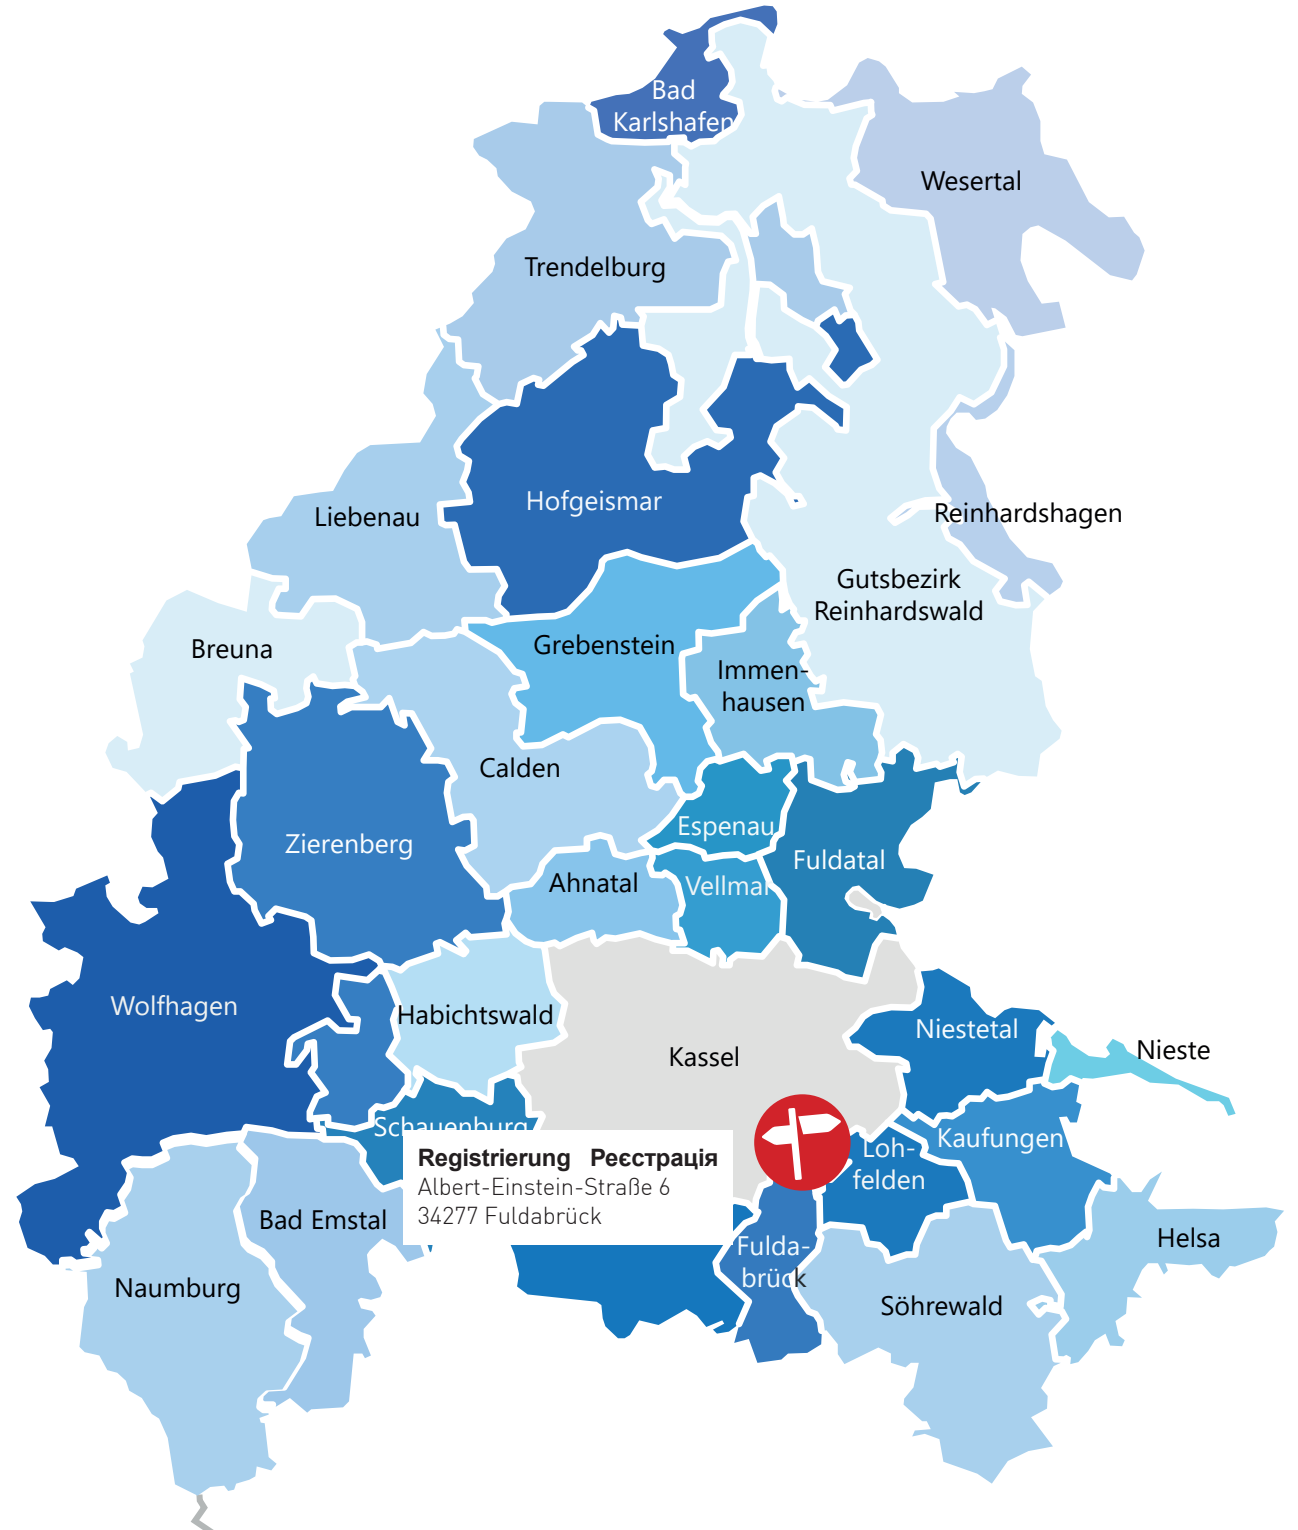 Bad
Karlshafen
Wesertal
Trendelburg
Hofgeismar
Liebenau
Reinhardshagen
Gutsbezirk
Reinhardswald
Breuna
Grebenstein
Immen-
hausen
Calden
Espenau
Zierenberg
Fuldatal
Ahnatal
Vellmar
Wolfhagen
Habichtswald
Niestetal
Kassel
Nieste
Schauenburg
Kaufungen
Loh-
felden
Registrierung Реєстрація
Albert-Einstein-Straße 6
34277 Fuldabrück
Bad Emstal
Fulda-
brück
Helsa
Naumburg
Söhrewald